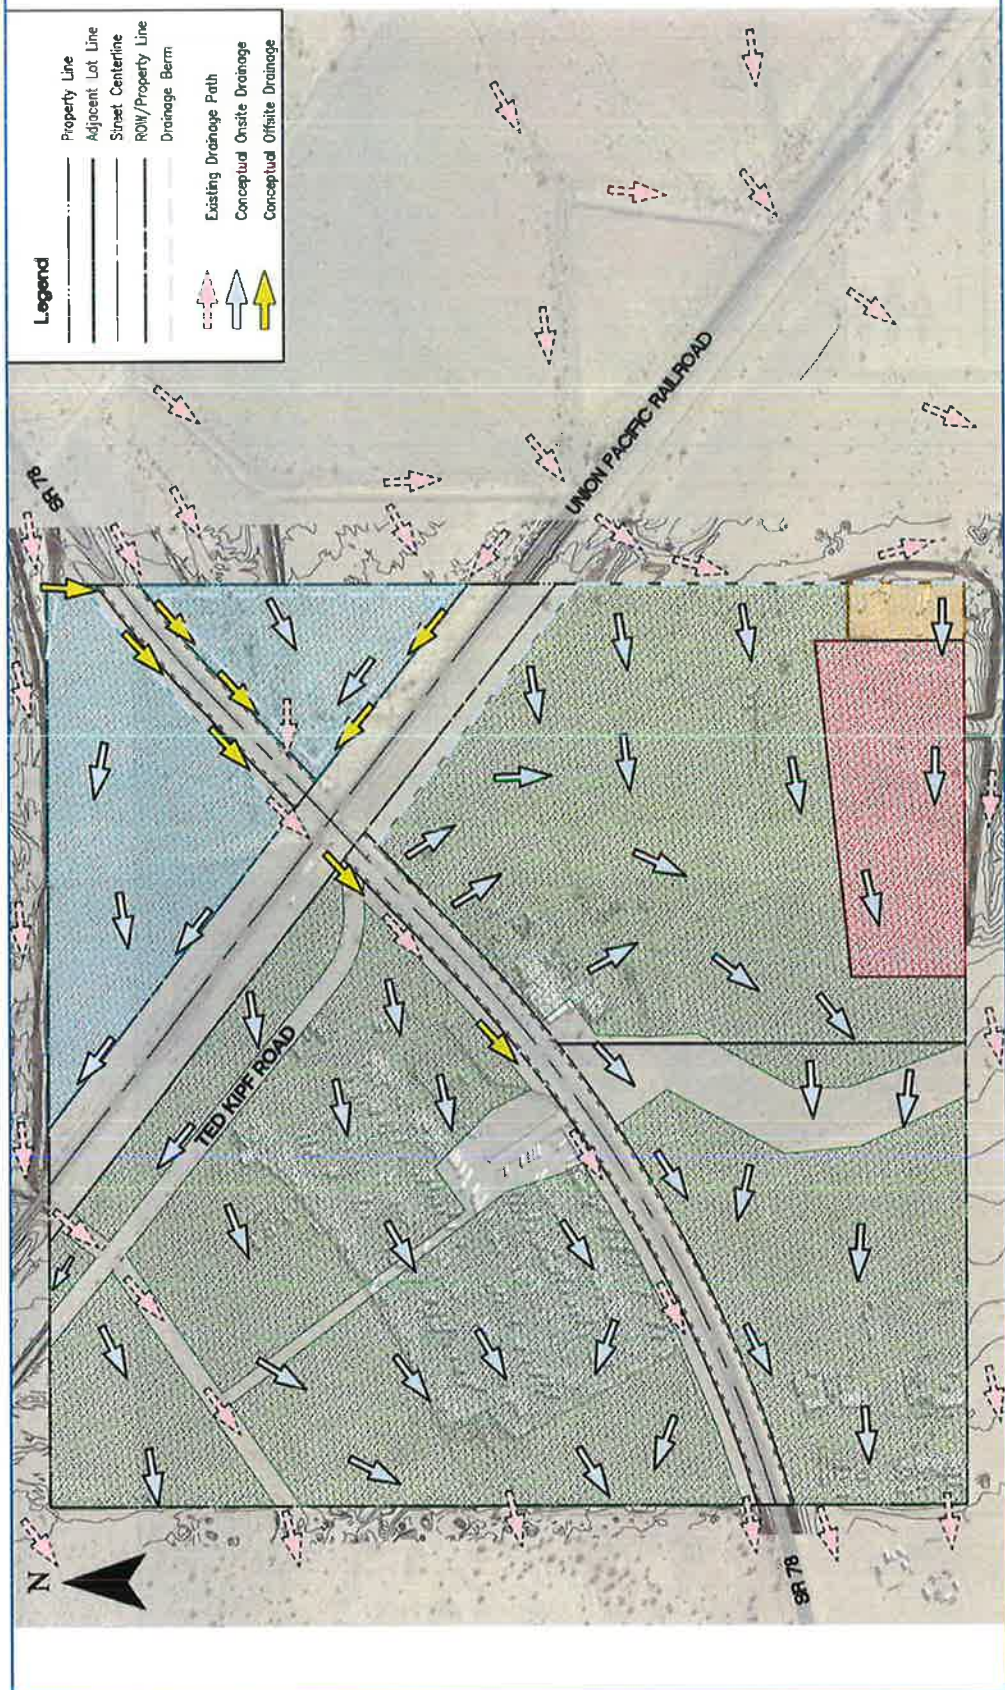 Legend
Property Line
Adjacent Lot Line
Street Centerline
ROW/Property Line
Drainage Berm
Existing Drainage Path
Conceptual Onsite Drainage
Conceptual Offsite Drainage
SR 78
UNION PACIFIC RAILROAD
TED KIPF ROAD
SR 78
N